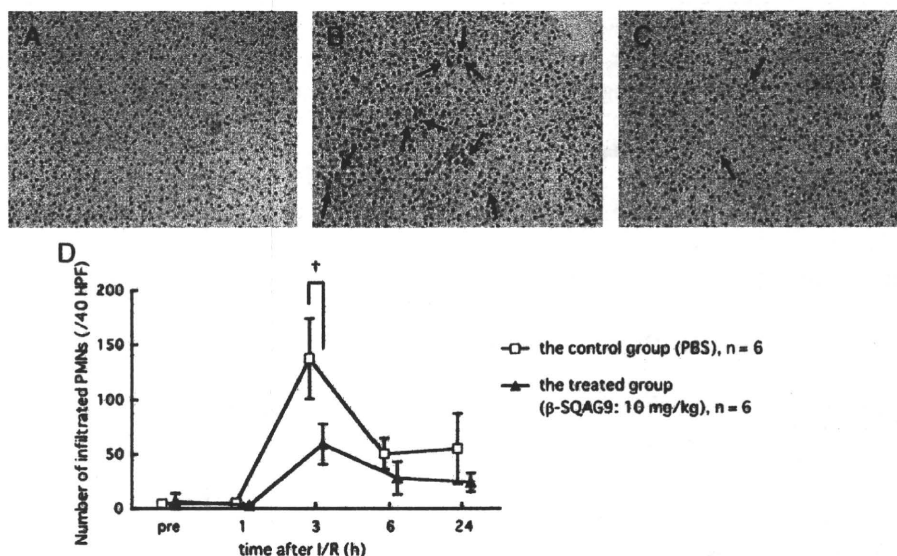 A
B
C
D
†
Number of infiltrated PMNs (/40 HPF)
200
150
100
50
0
pre
1
3
6
24
time after I/R (h)
the control group (PBS), n = 6
the treated group
(β-SQAG9: 10 mg/kg), n = 6